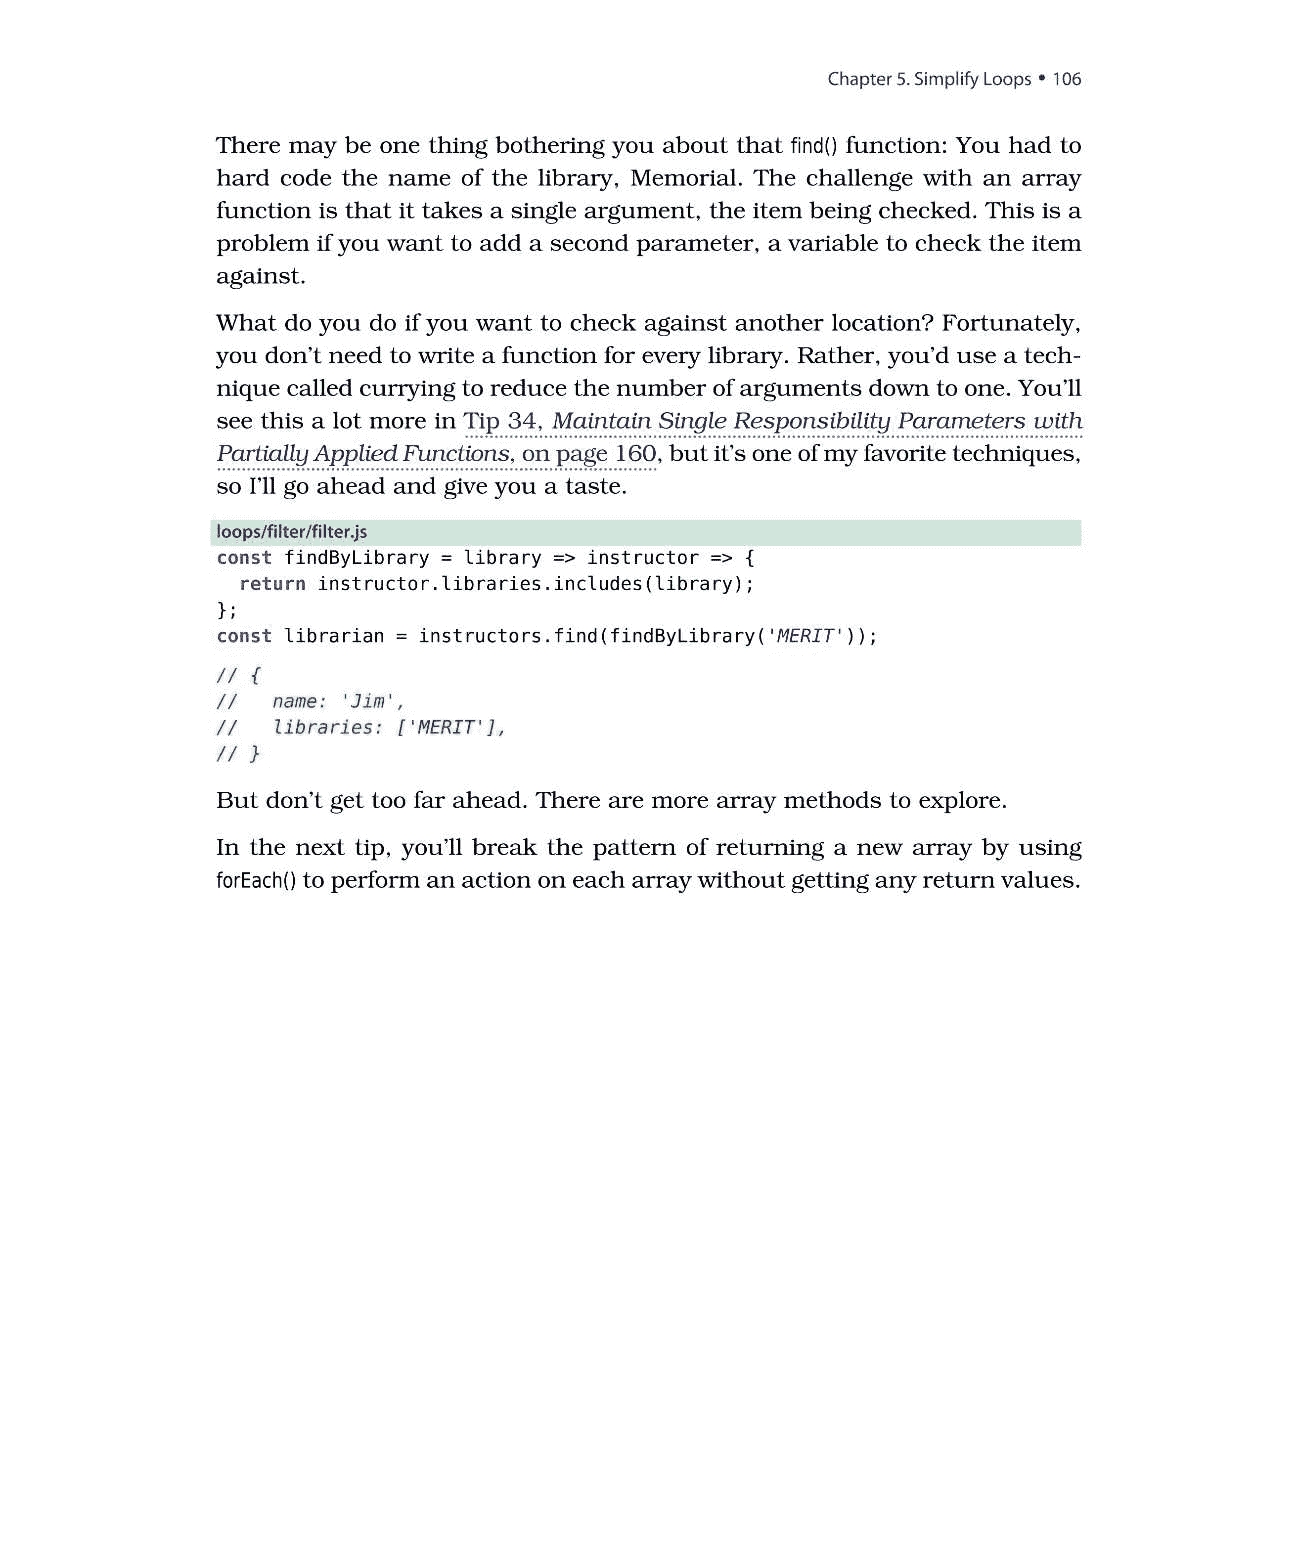 Chapter 5. Simplify Loops • 106
There may be one thing bothering you about that find() function: You had to
hard code the name of the library, Memorial. The challenge with an array
function is that it takes a single argument, the item being checked. This is a
problem if you want to add a second parameter, a variable to check the item
against.
What do you do if you want to check against another location? Fortunately,
you don’t need to write a function for every library. Rather, you’d use a tech-
nique called currying to reduce the number of arguments down to one. You’ll
see this a lot more in Tip 34, Maintain Single Responsibility Parameters with
Partially Applied Functions, on page 160, but it’s one of my favorite techniques,
so I’ll go ahead and give you a taste.
loops/filter/filter.js
const findByLibrary = library => instructor => {
  return instructor.libraries.includes(library);
};
const librarian = instructors.find(findByLibrary('MERIT'));
// {
//   name: 'Jim',
//   libraries: ['MERIT'],
// }
But don’t get too far ahead. There are more array methods to explore.
In the next tip, you’ll break the pattern of returning a new array by using
forEach() to perform an action on each array without getting any return values.